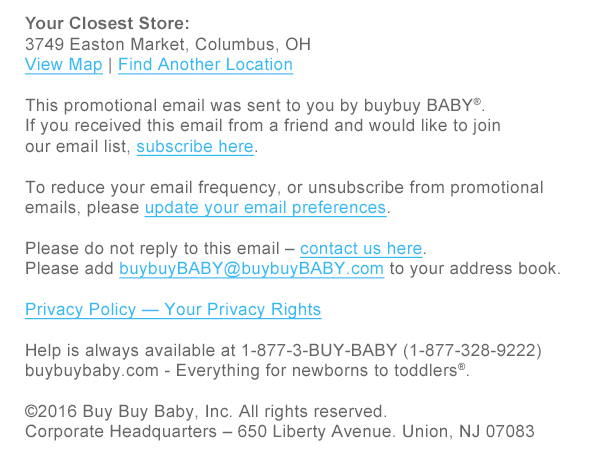 Your Closest Store:
3749 Easton Market, Columbus, OH
View Map | Find Another Location
This promotional email was sent to you by buybuy BABY®.
If you received this email from a friend and would like to join
our email list, subscribe here.
To reduce your email frequency, or unsubscribe from promotional
emails, please update your email preferences.
Please do not reply to this email – contact us here.
Please add buybuyBABY@buybuyBABY.com to your address book.
Privacy Policy — Your Privacy Rights
Help is always available at 1-877-3-BUY-BABY (1-877-328-9222)
buybuybaby.com - Everything for newborns to toddlers®.
©2016 Buy Buy Baby, Inc. All rights reserved.
Corporate Headquarters – 650 Liberty Avenue. Union, NJ 07083